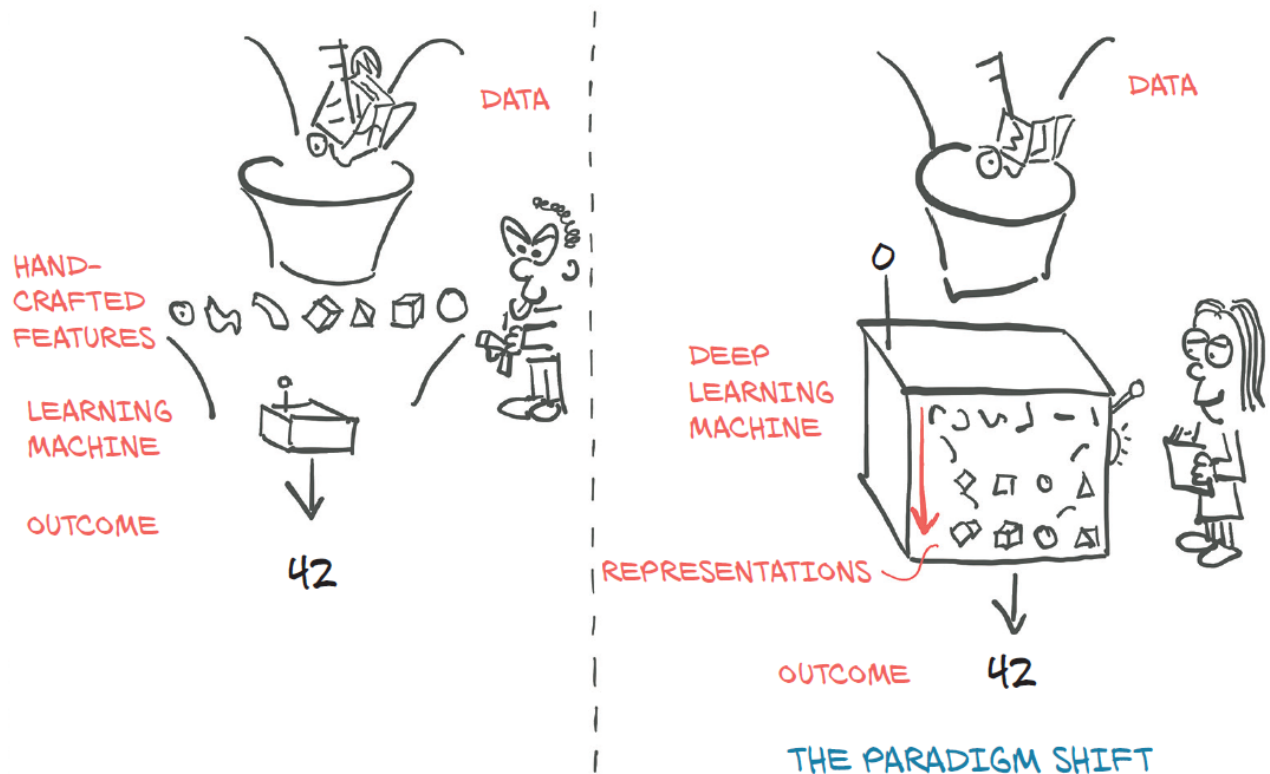 DATA
HAND-
CRAFTED
FEATURES
LEARNING
MACHINE
OUTCOME
42
DATA
DEEP
LEARNING
MACHINE
REPRESENTATIONS
OUTCOME
42
THE PARADIGM SHIFT